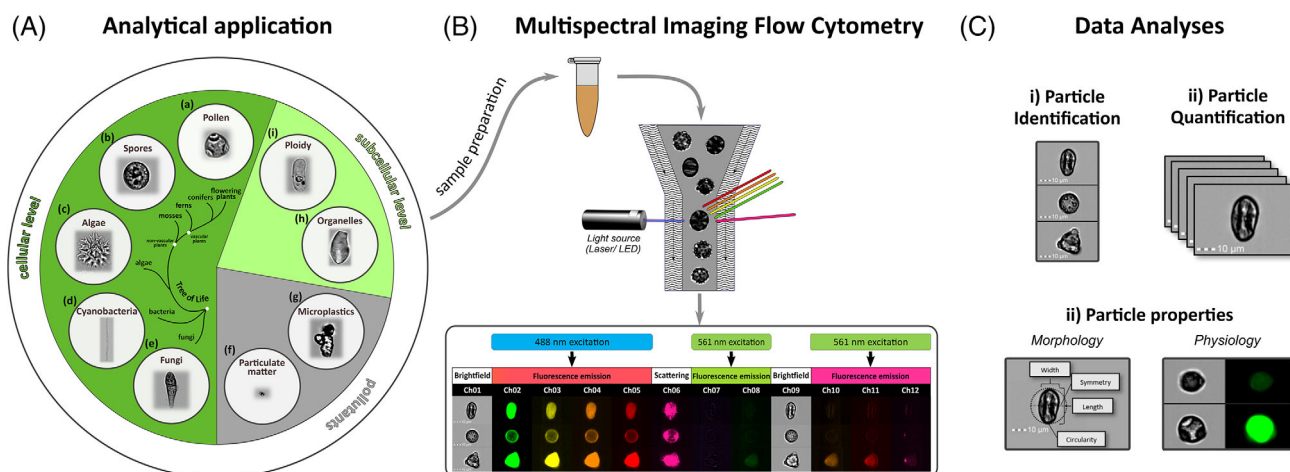 (A) Analytical application
(a)
Pollen
(b)
Spores
(c)
Algae
(d)
Cyanobacteria
(e)
Fungi
(f)
Particulate
matter
(g)
Microplastics
(h)
Organelles
(i)
Ploidy
cellular level
subcellular level
pollutants
flowering
plants
conifers
ferns
mosses
non-vascular
plants
vascular
plants
algae
Tree of Life
bacteria
fungi
sample preparation
(B) Multispectral Imaging Flow Cytometry
Light source
(Laser/ LED)
488 nm excitation
561 nm excitation
561 nm excitation
Brightfield
Fluorescence emission
Scattering
Fluorescence emission
Brightfield
Fluorescence emission
Ch01 Ch02 Ch03 Ch04 Ch05 Ch06 Ch07 Ch08 Ch09 Ch10 Ch11 Ch12
(C) Data Analyses
i) Particle
Identification
10 µm
10 µm
10 µm
ii) Particle
Quantification
10 µm
ii) Particle properties
Morphology
Width
Symmetry
Length
Circularity
10 µm
Physiology